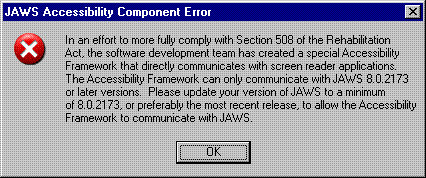 JAWS Accessibility Component Error
In an effort to more fully comply with Section 508 of the Rehabilitation
Act, the software development team has created a special Accessibility
Framework that directly communicates with screen reader applications.
The Accessibility Framework can only communicate with JAWS 8.0.2173
or later versions.  Please update your version of JAWS to a minimum
of 8.0.2173, or preferably the most recent release, to allow the Accessibility
Framework to communicate with JAWS.
OK